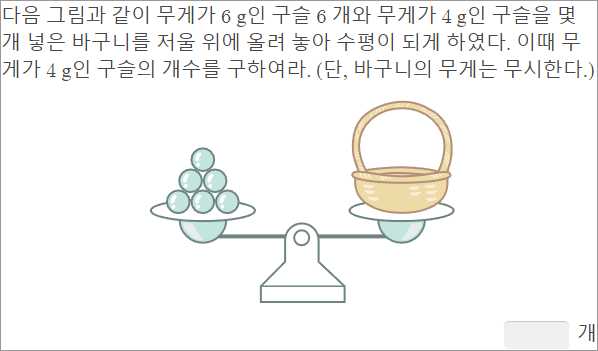 다음 그림과 같이 무게가 6 g인 구슬 6 개와 무게가 4 g인 구슬을 몇
개 넣은 바구니를 저울 위에 올려 놓아 수평이 되게 하였다. 이때 무
게가 4 g인 구슬의 개수를 구하여라. (단, 바구니의 무게는 무시한다.)
개